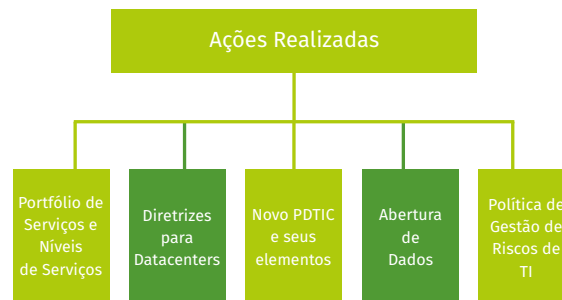 Ações Realizadas
Portfólio de
Serviços e
Níveis
de Serviços
Diretrizes
para
Datacenters
Novo PDTIC
e seus
elementos
Abertura
de
Dados
Política de
Gestão de
Riscos de
TI